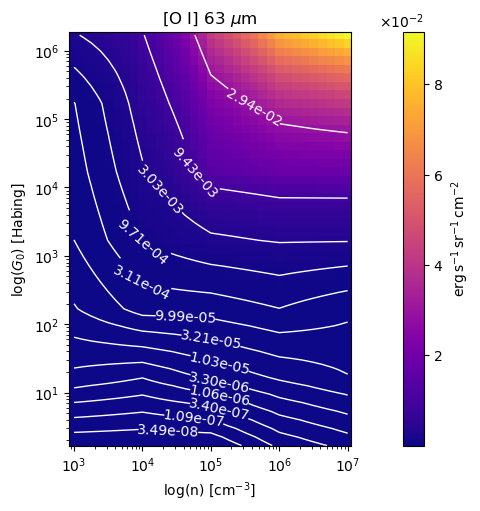 [O I] 63 μm
×10⁻²
10⁶
10⁵
10⁴
10³
10²
10¹
log(G₀) [Habing]
2.94e-02
9.43e-03
3.03e-03
9.71e-04
3.11e-04
9.99e-05
3.21e-05
1.03e-05
3.30e-06
1.06e-06
3.40e-07
1.09e-07
3.49e-08
10³ 10⁴ 10⁵ 10⁶ 10⁷
log(n) [cm⁻³]
8
6
4
2
erg s⁻¹ sr⁻¹ cm⁻²